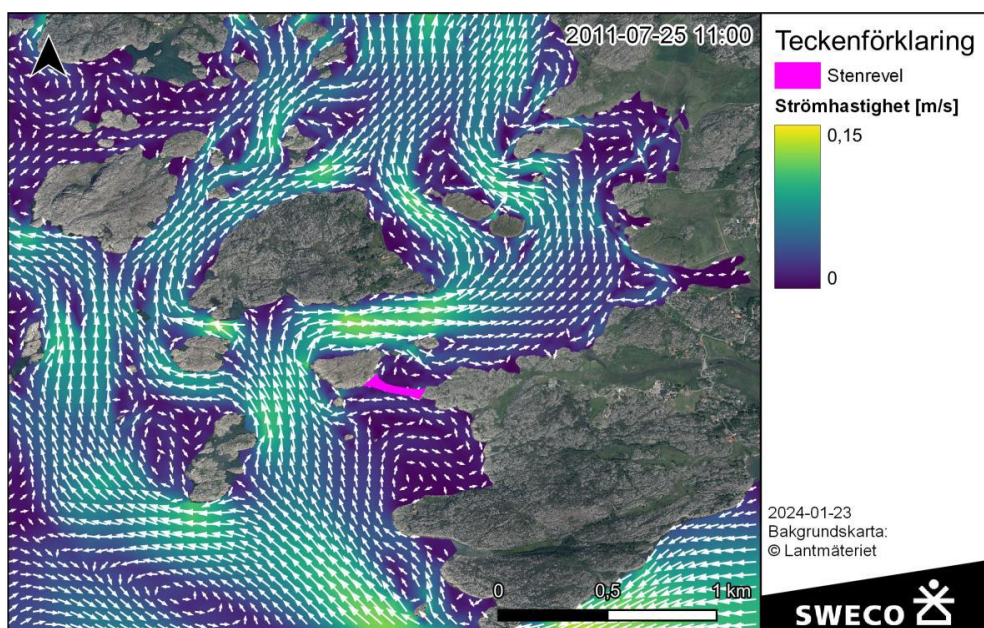 2011-07-25 11:00
Teckenförklaring
Stenrevel
Strömhastighet [m/s]
0,15
0
2024-01-23
Bakgrundskarta:
© Lantmäteriet
0 0,5 1 km
SWECO